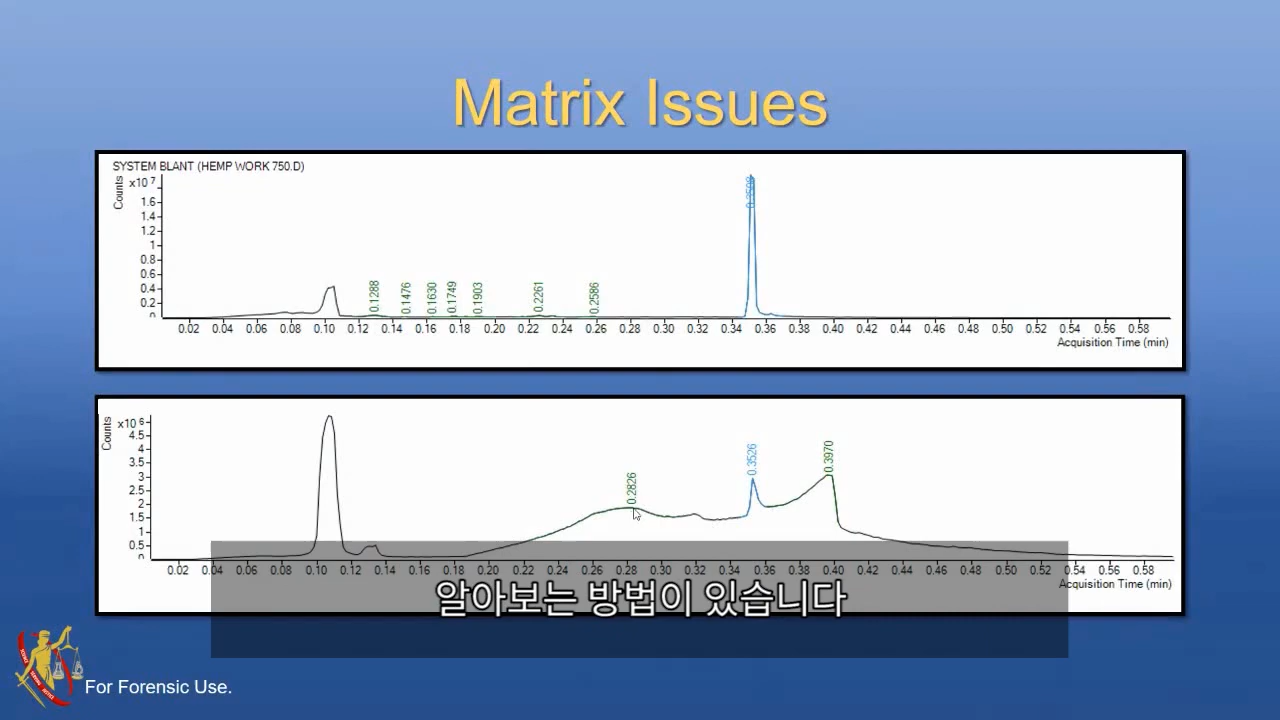 Matrix Issues
SYSTEM BLANT (HEMP WORK 750.D)
Counts
x10 7
1.6
1.4
1.2
1
0.8
0.6
0.4
0.2
0
0.1288 0.1476 0.1630 0.1749 0.1903 0.2261 0.2586
0.02 0.04 0.06 0.08 0.10 0.12 0.14 0.16 0.18 0.20 0.22 0.24 0.26 0.28 0.30 0.32 0.34 0.36 0.38 0.40 0.42 0.44 0.46 0.48 0.50 0.52 0.54 0.56 0.58
Acquisition Time (min)
Counts
x10 6
4.5
4
3.5
3
2.5
2
1.5
1
0.5
0
0.2826 0.3526 0.3970
0.02 0.04 0.06 0.08 0.10 0.12 0.14 0.16 0.18 0.20 0.22 0.24 0.26 0.28 0.30 0.32 0.34 0.36 0.38 0.40 0.42 0.44 0.46 0.48 0.50 0.52 0.54 0.56 0.58
Acquisition Time (min)
알아보는 방법이 있습니다
For Forensic Use.